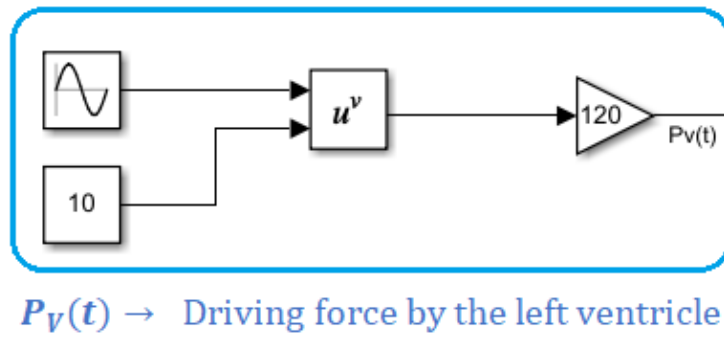 u^v
120
Pv(t)
10
P_V(t) → Driving force by the left ventricle